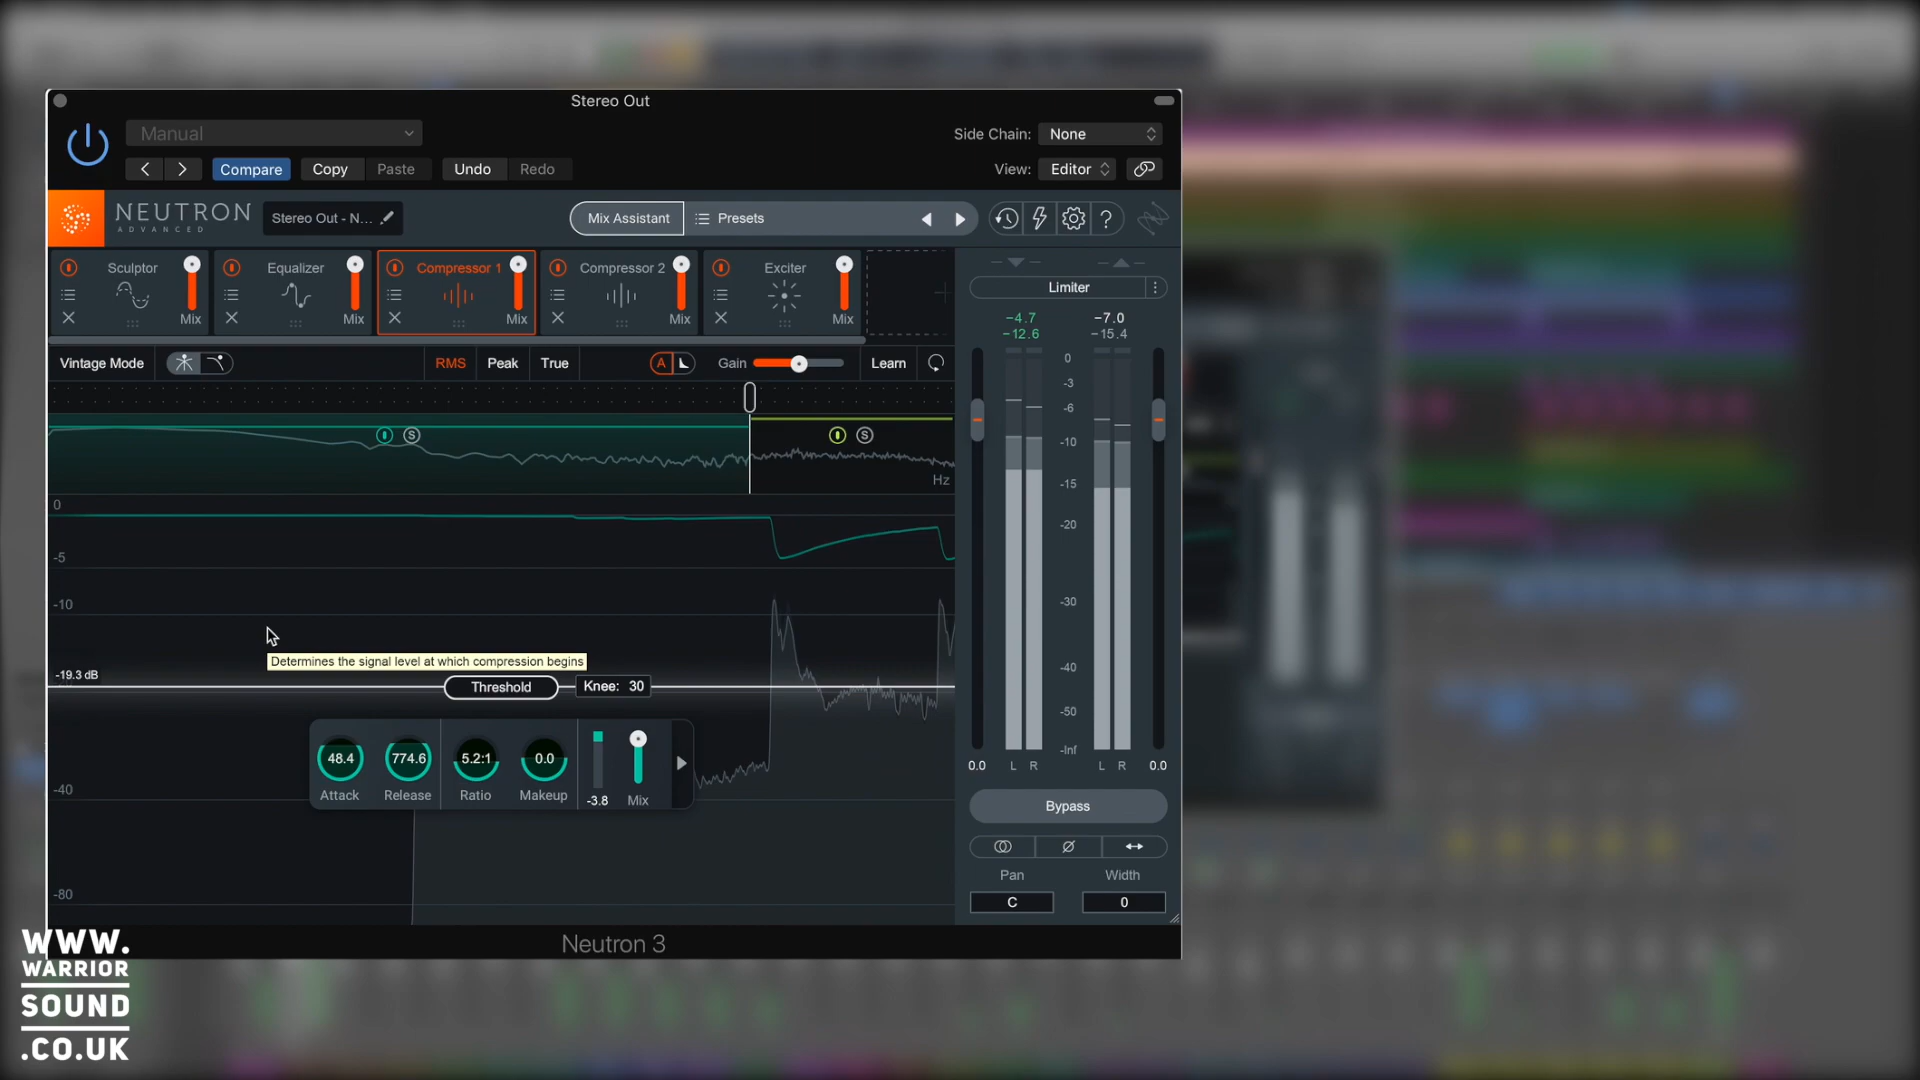 Stereo Out
Manual
Side Chain: None
Compare Copy Paste Undo Redo
View: Editor
NEUTRON
ADVANCED
Stereo Out - N...
Mix Assistant
Presets
?
Sculptor
Mix
Equalizer
Mix
Compressor 1
Mix
Compressor 2
Mix
Exciter
Mix
Limiter
-4.7
-12.6
-7.0
-15.4
Vintage Mode
RMS Peak True
A
Gain
Learn
S
S
Hz
0
-5
-10
-19.3 dB
-40
-80
Determines the signal level at which compression begins
Threshold
Knee: 30
48.4
Attack
774.6
Release
5.2:1
Ratio
0.0
Makeup
-3.8
Mix
0
-3
-6
-10
-15
-20
-30
-40
-50
-Inf
0.0 L R L R 0.0
Bypass
Pan
Width
C
0
Neutron 3
WWW.
WARRIOR
SOUND
.CO.UK